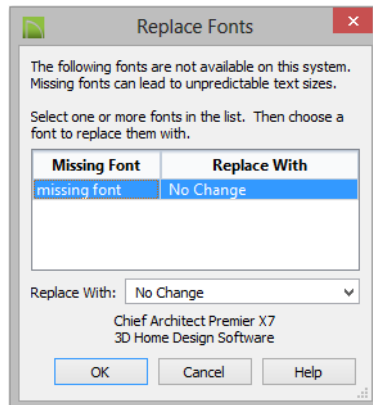 Replace Fonts
The following fonts are not available on this system.
Missing fonts can lead to unpredictable text sizes.
Select one or more fonts in the list.  Then choose a
font to replace them with.
Missing Font Replace With
missing font No Change
Replace With: No Change
Chief Architect Premier X7
3D Home Design Software
OK Cancel Help